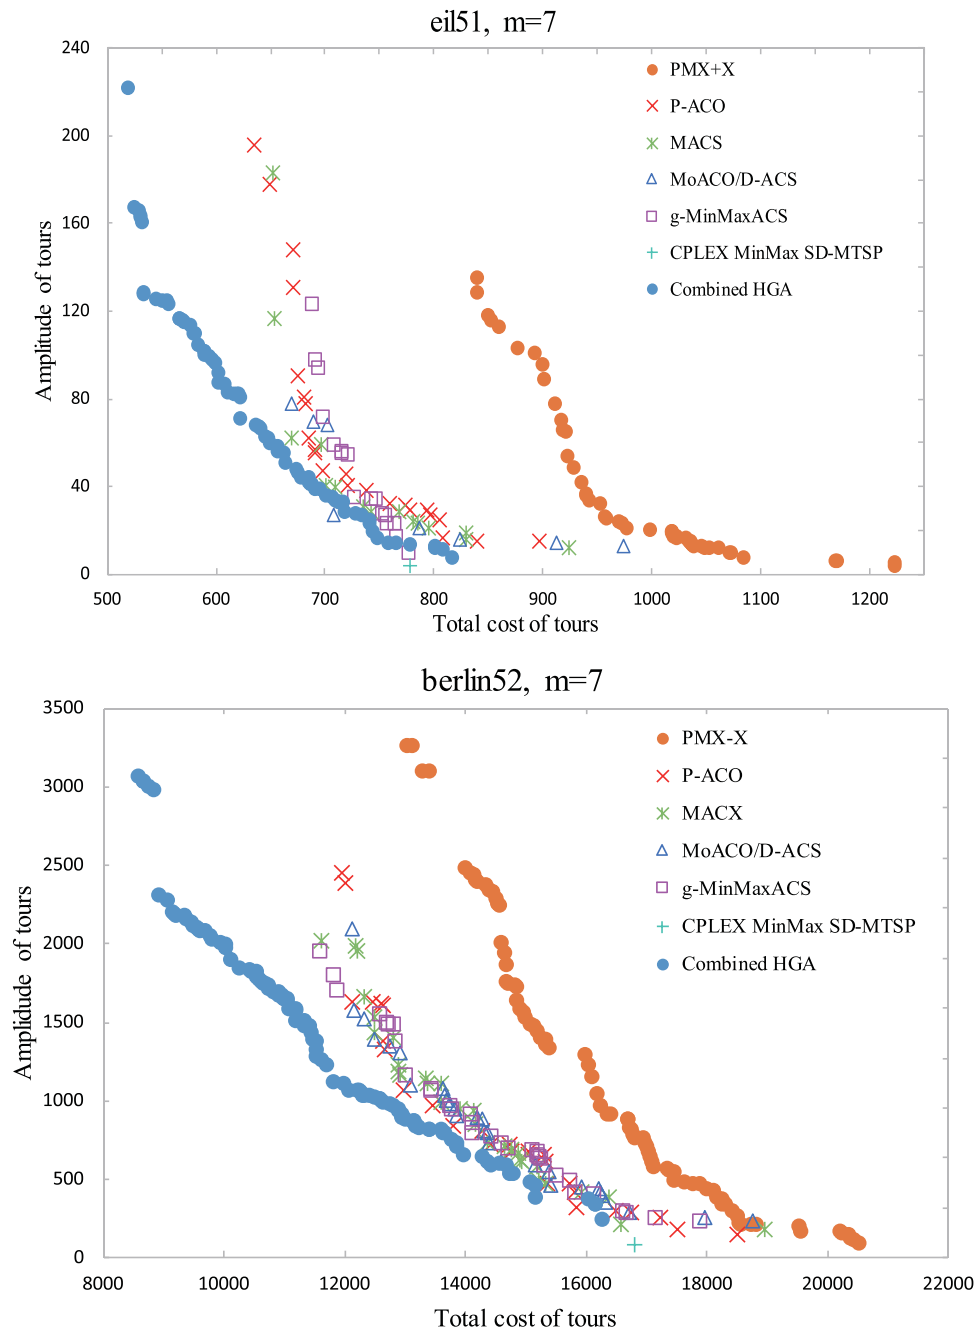 eil51, m=7
240
200
160
120
80
40
0
Amplitude of tours
PMX+X
P-ACO
MACS
MoACO/D-ACS
g-MinMaxACS
CPLEX MinMax SD-MTSP
Combined HGA
500 600 700 800 900 1000 1100 1200
Total cost of tours
berlin52, m=7
3500
3000
2500
2000
1500
1000
500
0
Amplidude of tours
PMX-X
P-ACO
MACX
MoACO/D-ACS
g-MinMaxACS
CPLEX MinMax SD-MTSP
Combined HGA
8000 10000 12000 14000 16000 18000 20000 22000
Total cost of tours